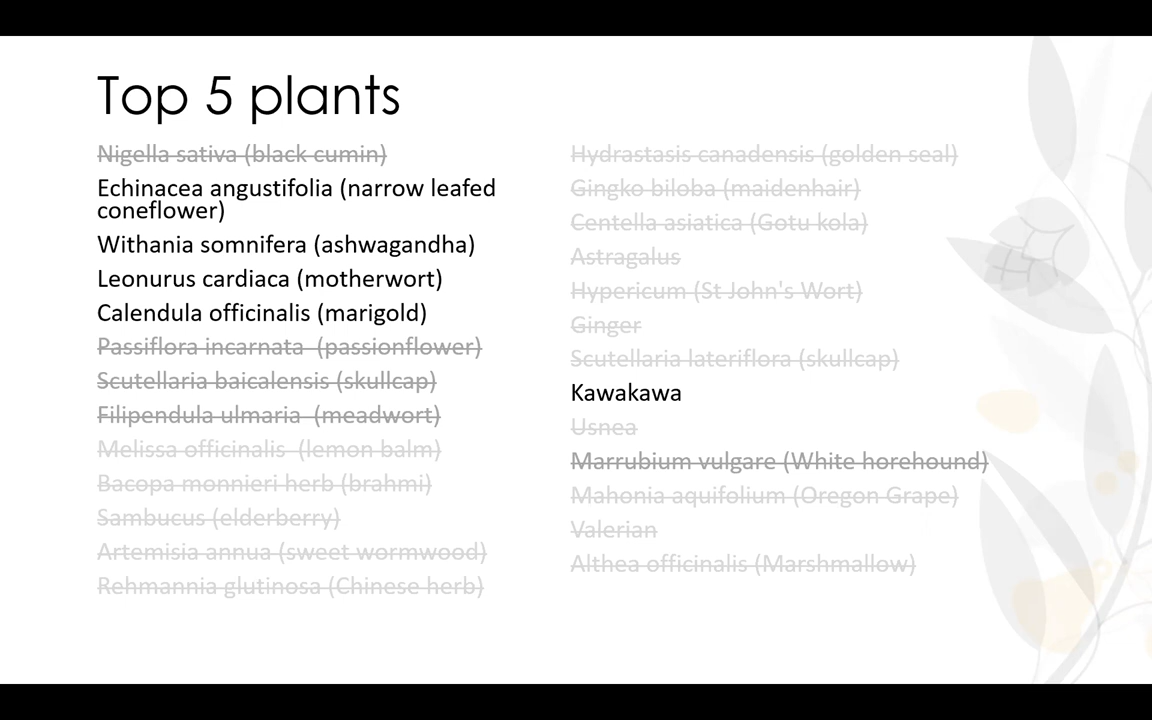 Top 5 plants
Nigella sativa (black cumin)
Echinacea angustifolia (narrow leafed
coneflower)
Withania somnifera (ashwagandha)
Leonurus cardiaca (motherwort)
Calendula officinalis (marigold)
Passiflora incarnata  (passionflower)
Scutellaria baicalensis (skullcap)
Filipendula ulmaria  (meadwort)
Melissa officinalis  (lemon balm)
Bacopa monnieri herb (brahmi)
Sambucus (elderberry)
Artemisia annua (sweet wormwood)
Rehmannia glutinosa (Chinese herb)
Hydrastasis canadensis (golden seal)
Gingko biloba (maidenhair)
Centella asiatica (Gotu kola)
Astragalus
Hypericum (St John's Wort)
Ginger
Scutellaria lateriflora (skullcap)
Kawakawa
Usnea
Marrubium vulgare (White horehound)
Mahonia aquifolium (Oregon Grape)
Valerian
Althea officinalis (Marshmallow)